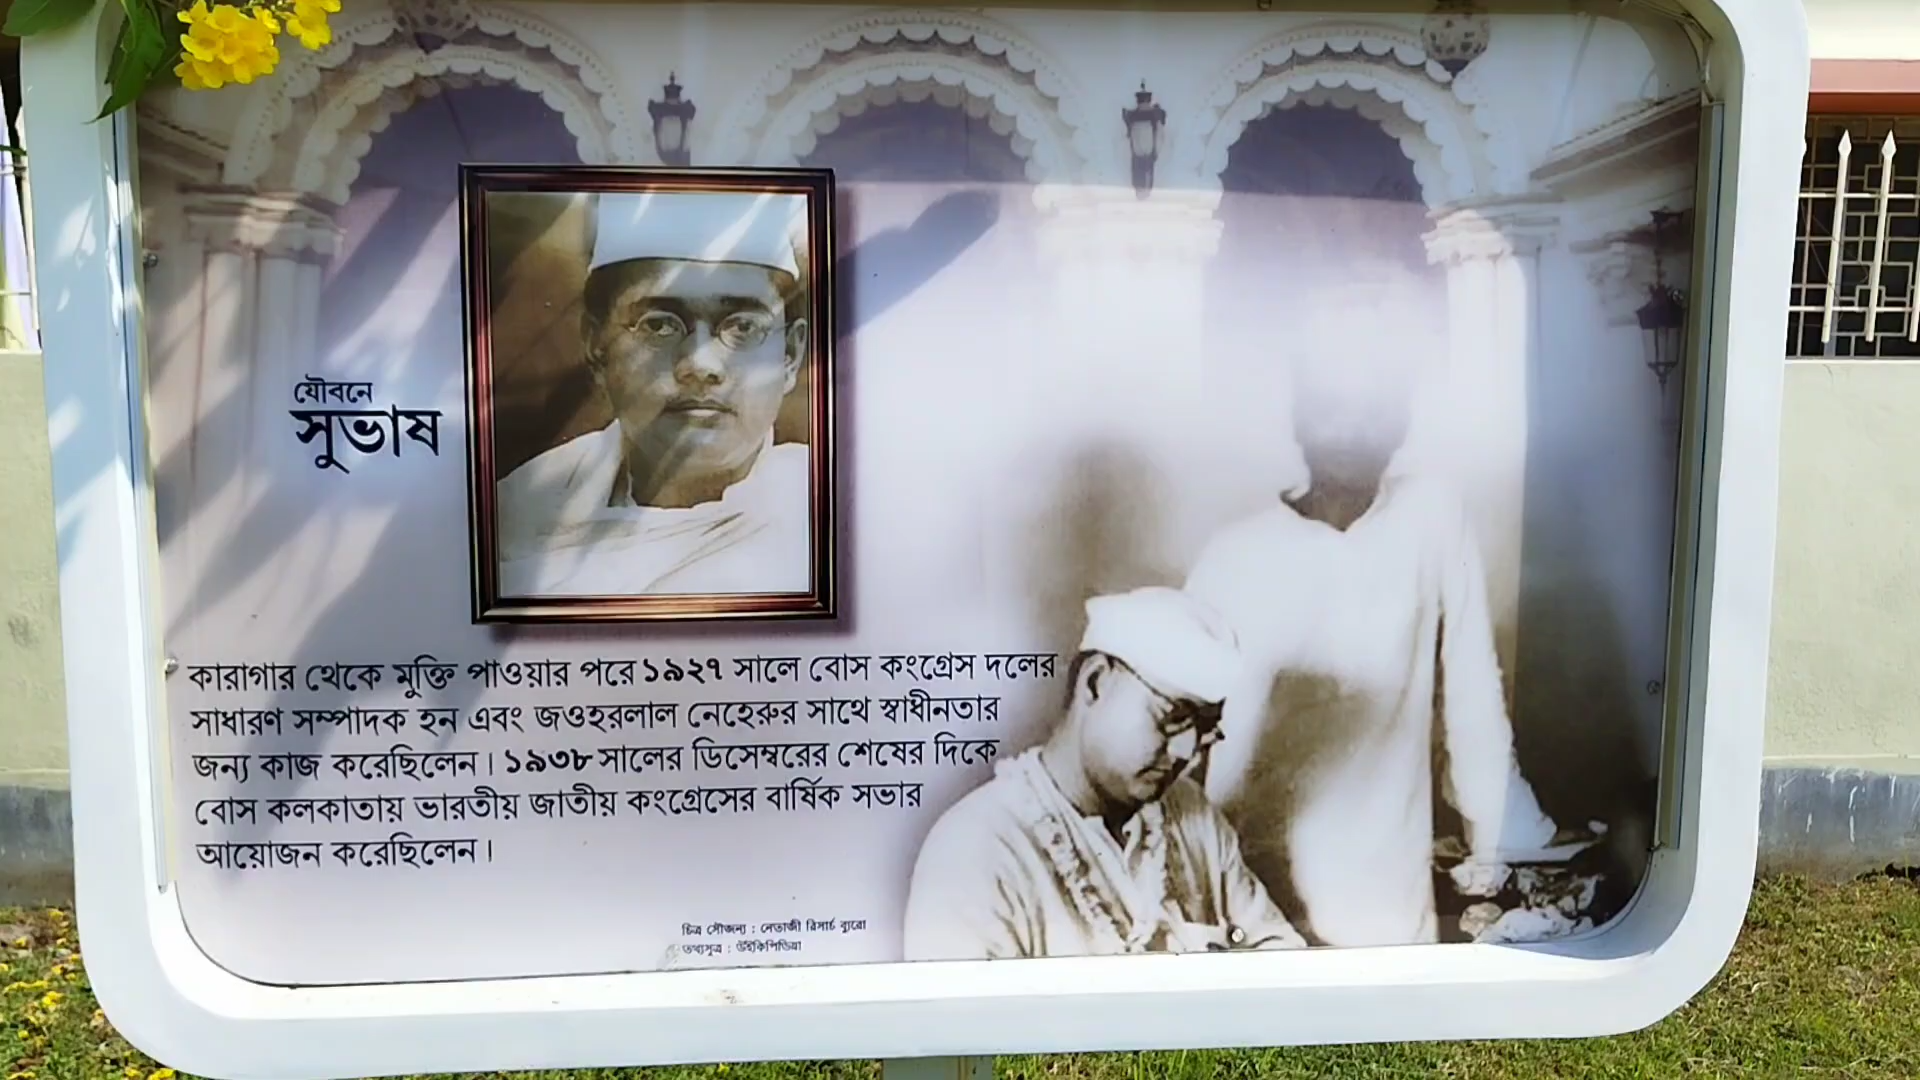 যৌবনে
সুভাষ
কারাগার থেকে মুক্তি পাওয়ার পরে ১৯২৭ সালে বোস কংগ্রেস দলের
সাধারণ সম্পাদক হন এবং জওহরলাল নেহেরুর সাথে স্বাধীনতার
জন্য কাজ করেছিলেন। ১৯৩৮ সালের ডিসেম্বরের শেষের দিকে
বোস কলকাতায় ভারতীয় জাতীয় কংগ্রেসের বার্ষিক সভার
আয়োজন করেছিলেন।
চিত্র সৌজন্য : নেতাজী রিসার্চ ব্যুরো
তথ্যসূত্র : উইকিপিডিয়া